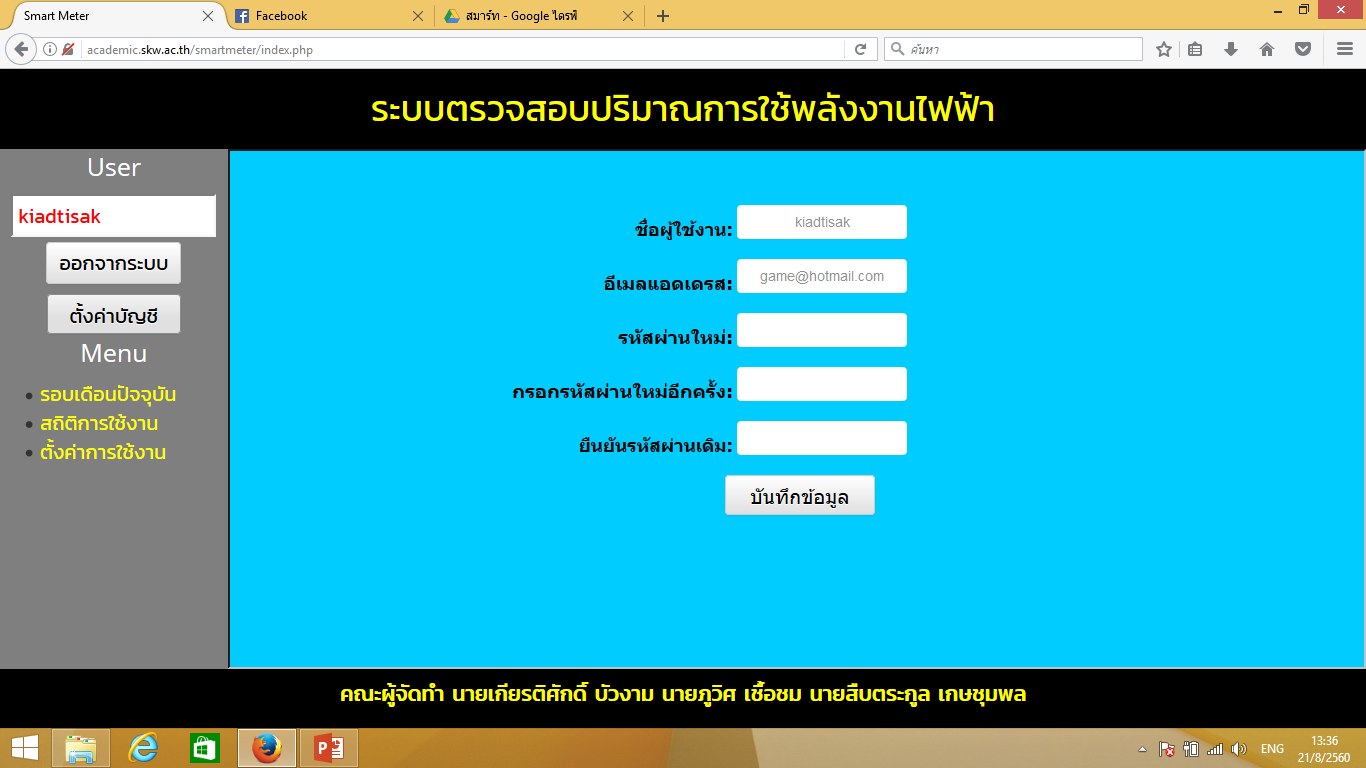 Smart Meter
Facebook
สมาร์ท - Google ไดรฟ์
academic.skw.ac.th/smartmeter/index.php
ค้นหา
ระบบตรวจสอบปริมาณการใช้พลังงานไฟฟ้า
User
kiadtisak
ออกจากระบบ
ตั้งค่าบัญชี
Menu
รอบเดือนปัจจุบัน
สถิติการใช้งาน
ตั้งค่าการใช้งาน
ชื่อผู้ใช้งาน: kiadtisak
อีเมลแอดเดรส: game@hotmail.com
รหัสผ่านใหม่:
กรอกรหัสผ่านใหม่อีกครั้ง:
ยืนยันรหัสผ่านเดิม:
บันทึกข้อมูล
คณะผู้จัดทำ นายเกียรติศักดิ์ บัวงาม นายภูวิศ เชื้อชม นายสืบตระกูล เกษชุมพล
ENG
13:36
21/8/2560